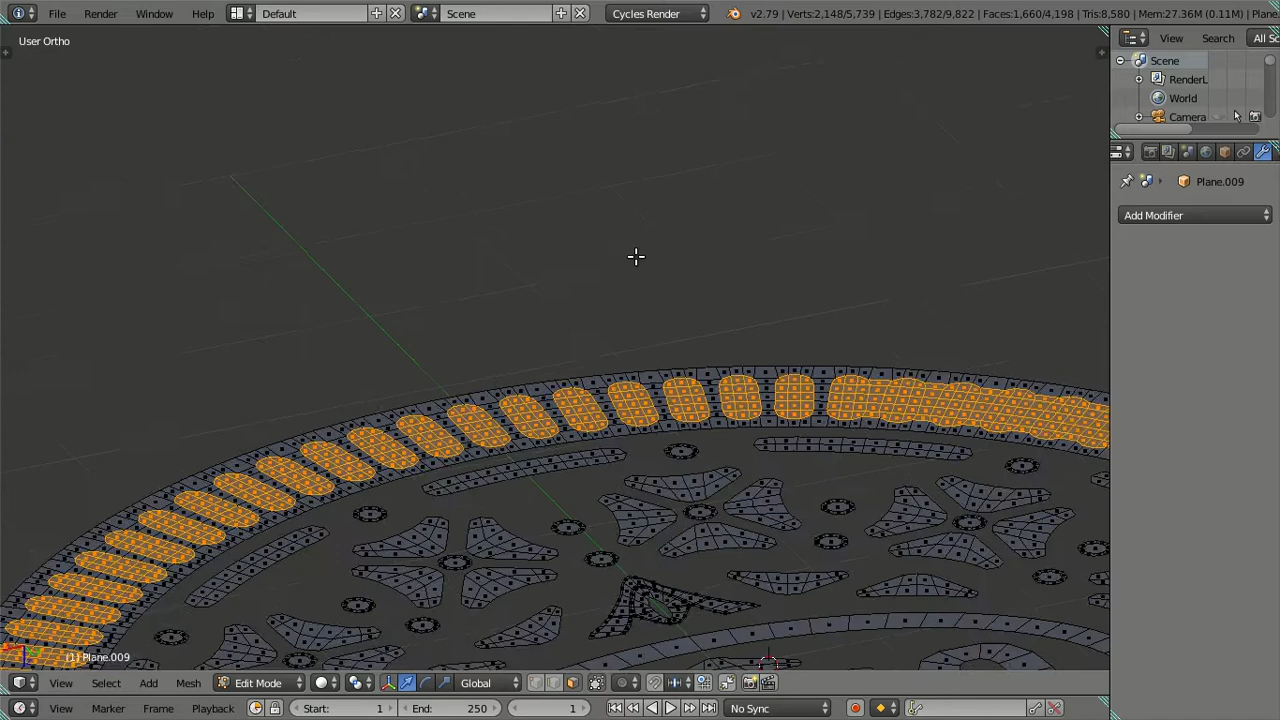 File Render Window Help Default Scene Cycles Render v2.79 | Verts:2,148/5,739 | Edges:3,782/9,822 | Faces:1,660/4,198 | Tris:8,580 | Mem:27.36M (0.11M) | Plane
User Ortho
View Search All Sc
Scene
RenderL
World
Camera
Plane.009
Add Modifier
(1) Plane.009
View Select Add Mesh Edit Mode Global
View Marker Frame Playback Start: 1 End: 250 1 No Sync